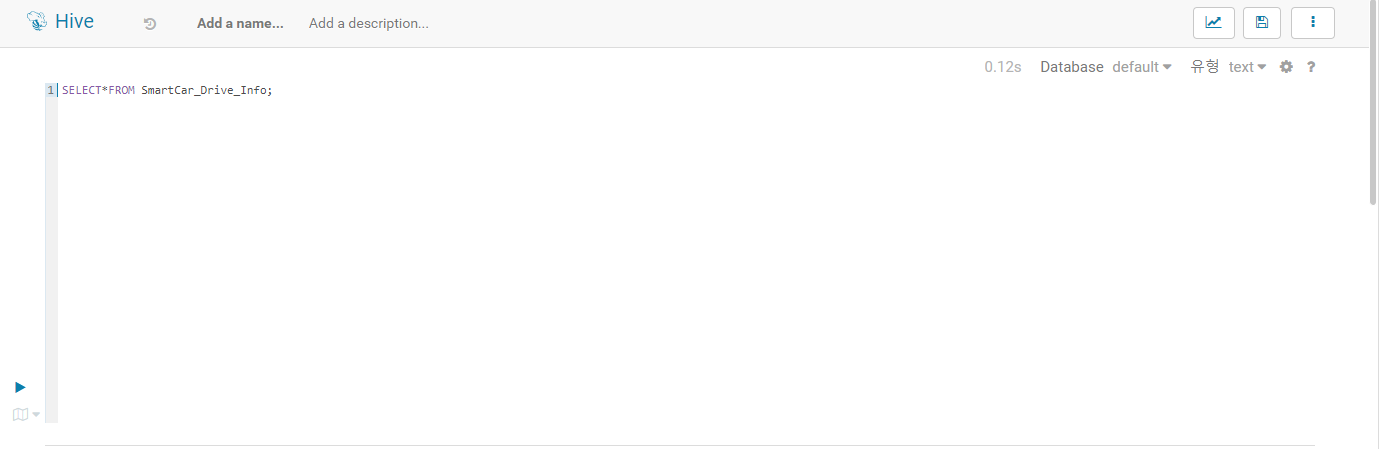 Hive Add a name... Add a description...
0.12s Database default 유형 text ?
1 SELECT*FROM SmartCar_Drive_Info;